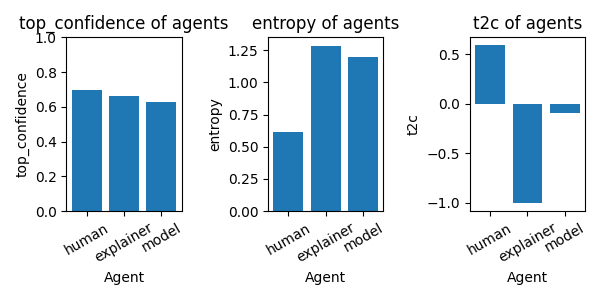 top_confidence of agents
top_confidence
1.0
0.8
0.6
0.4
0.2
0.0
human
explainer
model
Agent
entropy of agents
entropy
1.25
1.00
0.75
0.50
0.25
0.00
human
explainer
model
Agent
t2c of agents
t2c
0.5
0.0
−0.5
−1.0
human
explainer
model
Agent